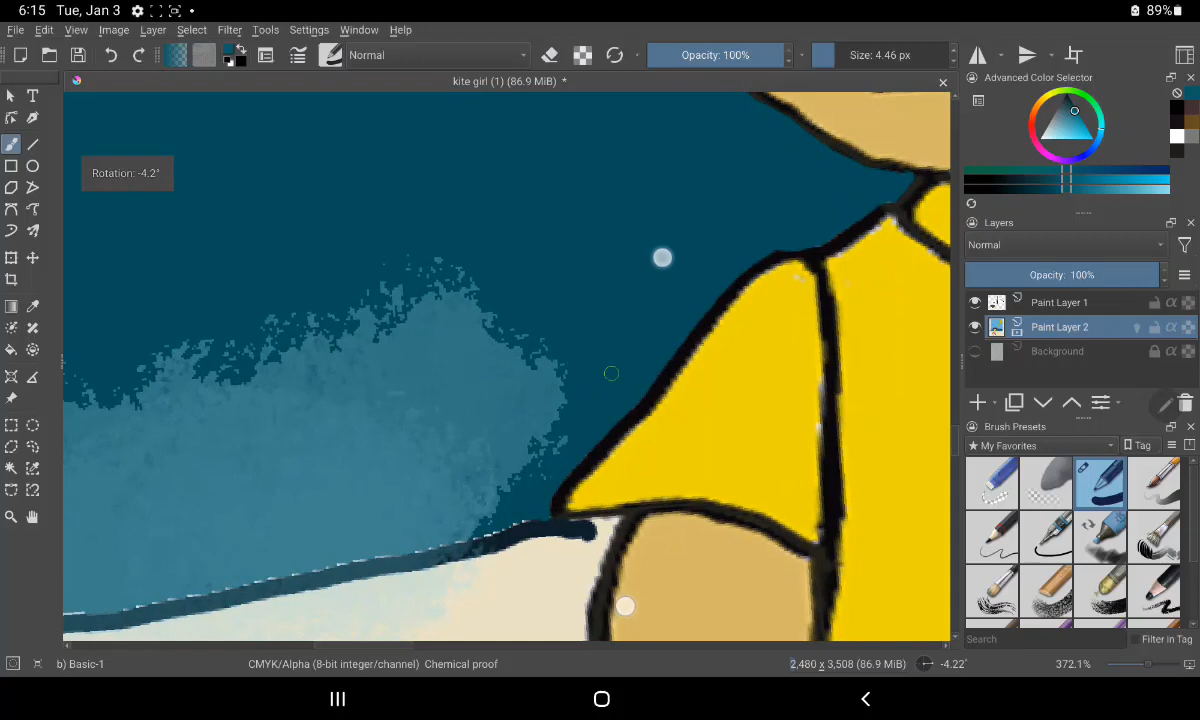 6:15 Tue, Jan 3
89%
File Edit View Image Layer Select Filter Tools Settings Window Help
Normal
Opacity: 100%
Size: 4.46 px
kite girl (1) (86.9 MiB) *
Advanced Color Selector
Rotation: -4.2°
Layers
Normal
Opacity: 100%
Paint Layer 1
Paint Layer 2
Background
Brush Presets
My Favorites
Tag
Search
Filter in Tag
b) Basic-1
CMYK/Alpha (8-bit integer/channel) Chemical proof
2,480 x 3,508 (86.9 MiB)
-4.22°
372.1%